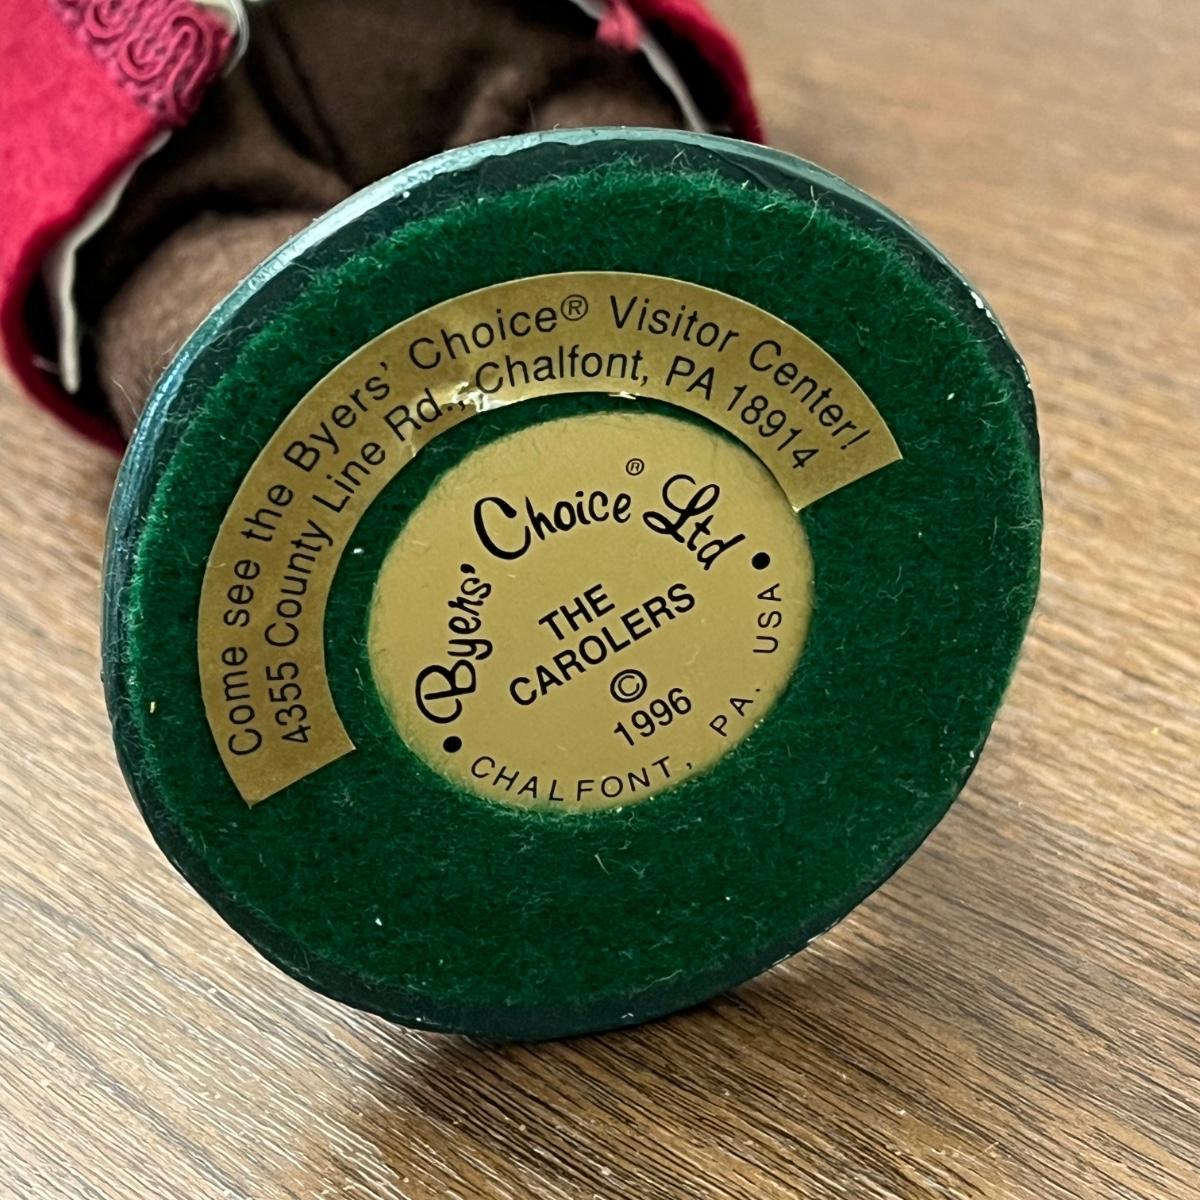 Come see the Byers' Choice® Visitor Center!
4355 County Line Rd., Chalfont, PA 18914
Byers' Choice® Ltd
THE
CAROLERS
©
1996
• CHALFONT, PA. USA •